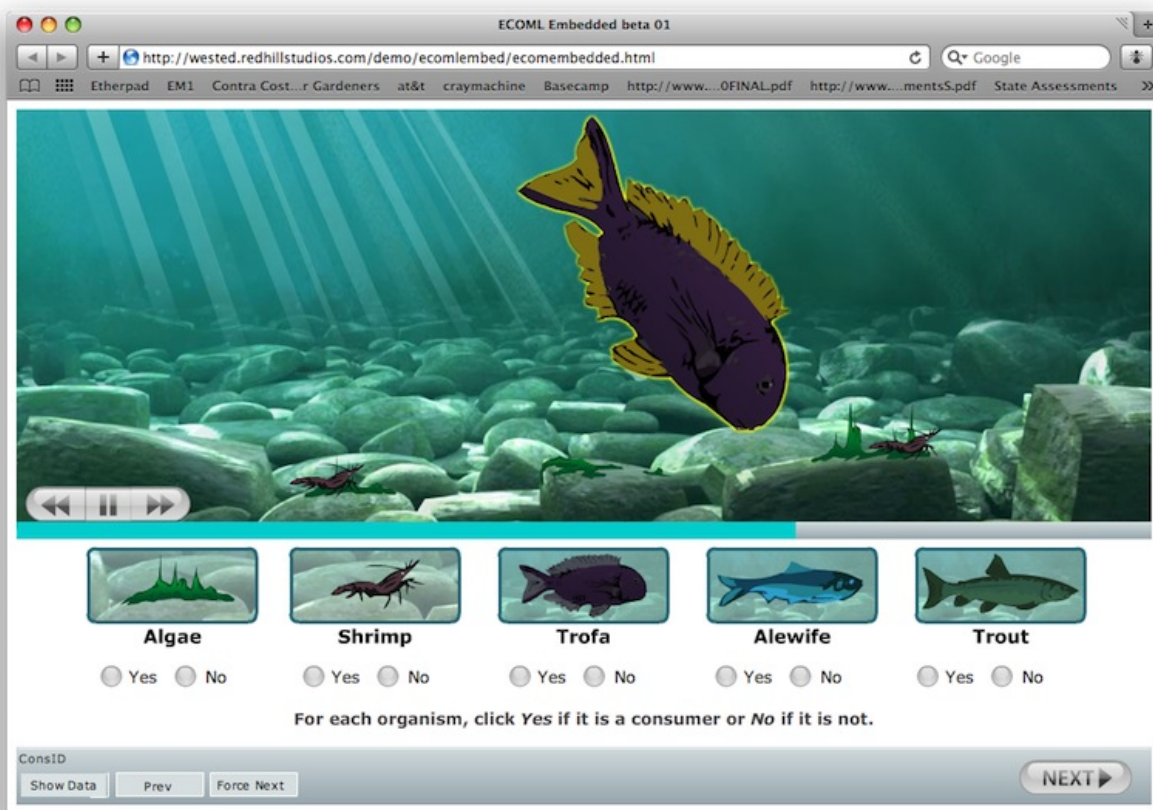 ECOML Embedded beta 01
http://wested.redhillstudios.com/demo/ecomlembed/ecomembedded.html
Google
Etherpad EM1 Contra Cost...r Gardeners at&t craymachine Basecamp http://www....0FINAL.pdf http://www....mentsS.pdf State Assessments
Algae Shrimp Trofa Alewife Trout
Yes No Yes No Yes No Yes No Yes No
For each organism, click Yes if it is a consumer or No if it is not.
ConsID
Show Data Prev Force Next NEXT